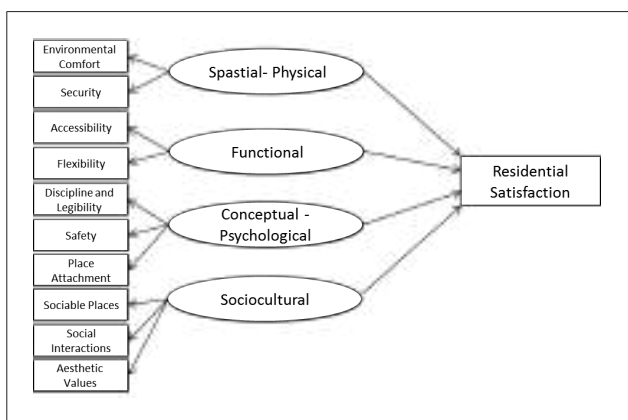 Environmental
Comfort
Security
Accessibility
Flexibility
Discipline and
Legibility
Safety
Place
Attachment
Sociable Places
Social
Interactions
Aesthetic
Values
Spastial- Physical
Functional
Conceptual -
Psychological
Sociocultural
Residential
Satisfaction